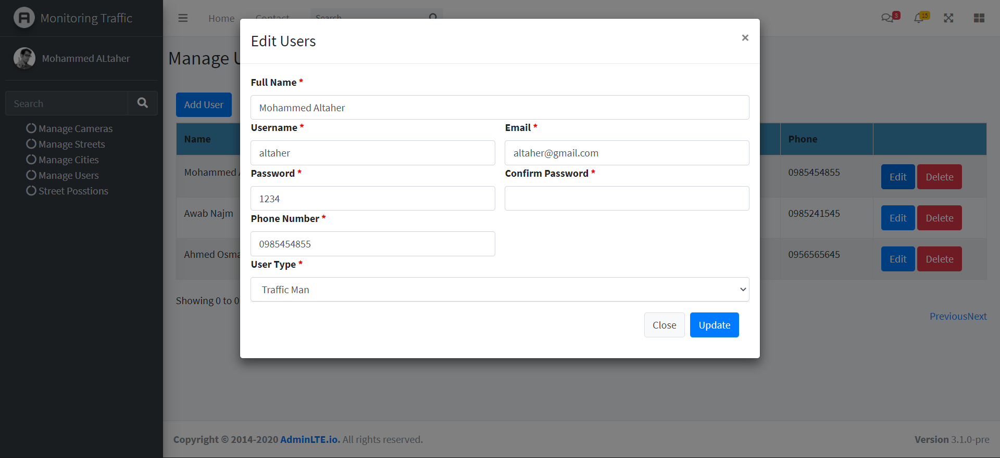 Monitoring Traffic
Home
Contact
Search
3
15
Mohammed ALtaher
Search
Manage Cameras
Manage Streets
Manage Cities
Manage Users
Street Posstions
Manage U
Add User
Name
Phone
Mohammed A
0985454855
Edit
Delete
Awab Najm
0985241545
Edit
Delete
Ahmed Osma
0956565645
Edit
Delete
Showing 0 to 0
PreviousNext
Edit Users
×
Full Name *
Mohammed Altaher
Username *
Email *
altaher
altaher@gmail.com
Password *
Confirm Password *
1234
Phone Number *
0985454855
User Type *
Traffic Man
Close
Update
Copyright © 2014-2020 AdminLTE.io. All rights reserved.
Version 3.1.0-pre